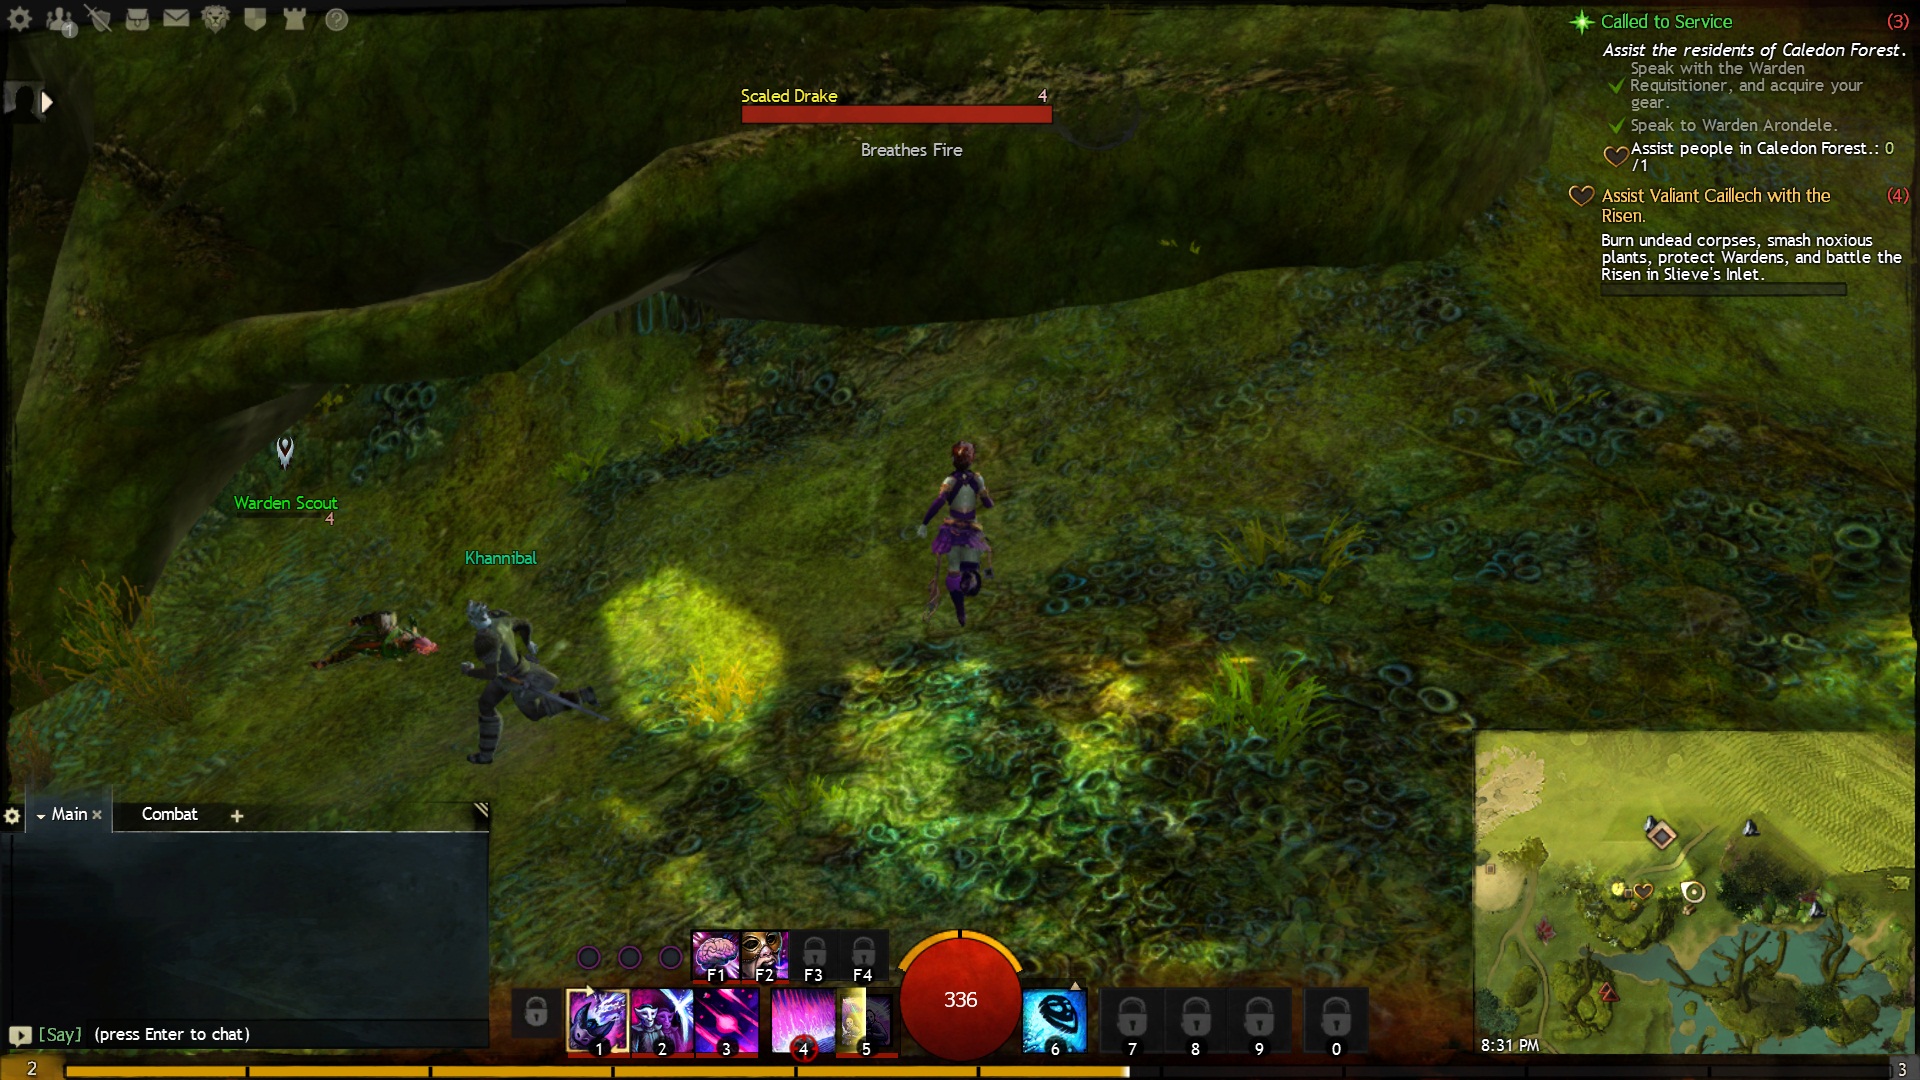 1
Called to Service (3)
Assist the residents of Caledon Forest.
Speak with the Warden
Requisitioner, and acquire your
gear.
Speak to Warden Arondele.
Assist people in Caledon Forest.: 0
/1
Assist Valiant Caillech with the (4)
Risen.
Burn undead corpses, smash noxious
plants, protect Wardens, and battle the
Risen in Slieve's Inlet.
Scaled Drake 4
Breathes Fire
Warden Scout
4
Khannibal
Main Combat
[Say] (press Enter to chat)
F1 F2 F3 F4
336
1 2 3 4 5 6 7 8 9 0
8:31 PM
2 3